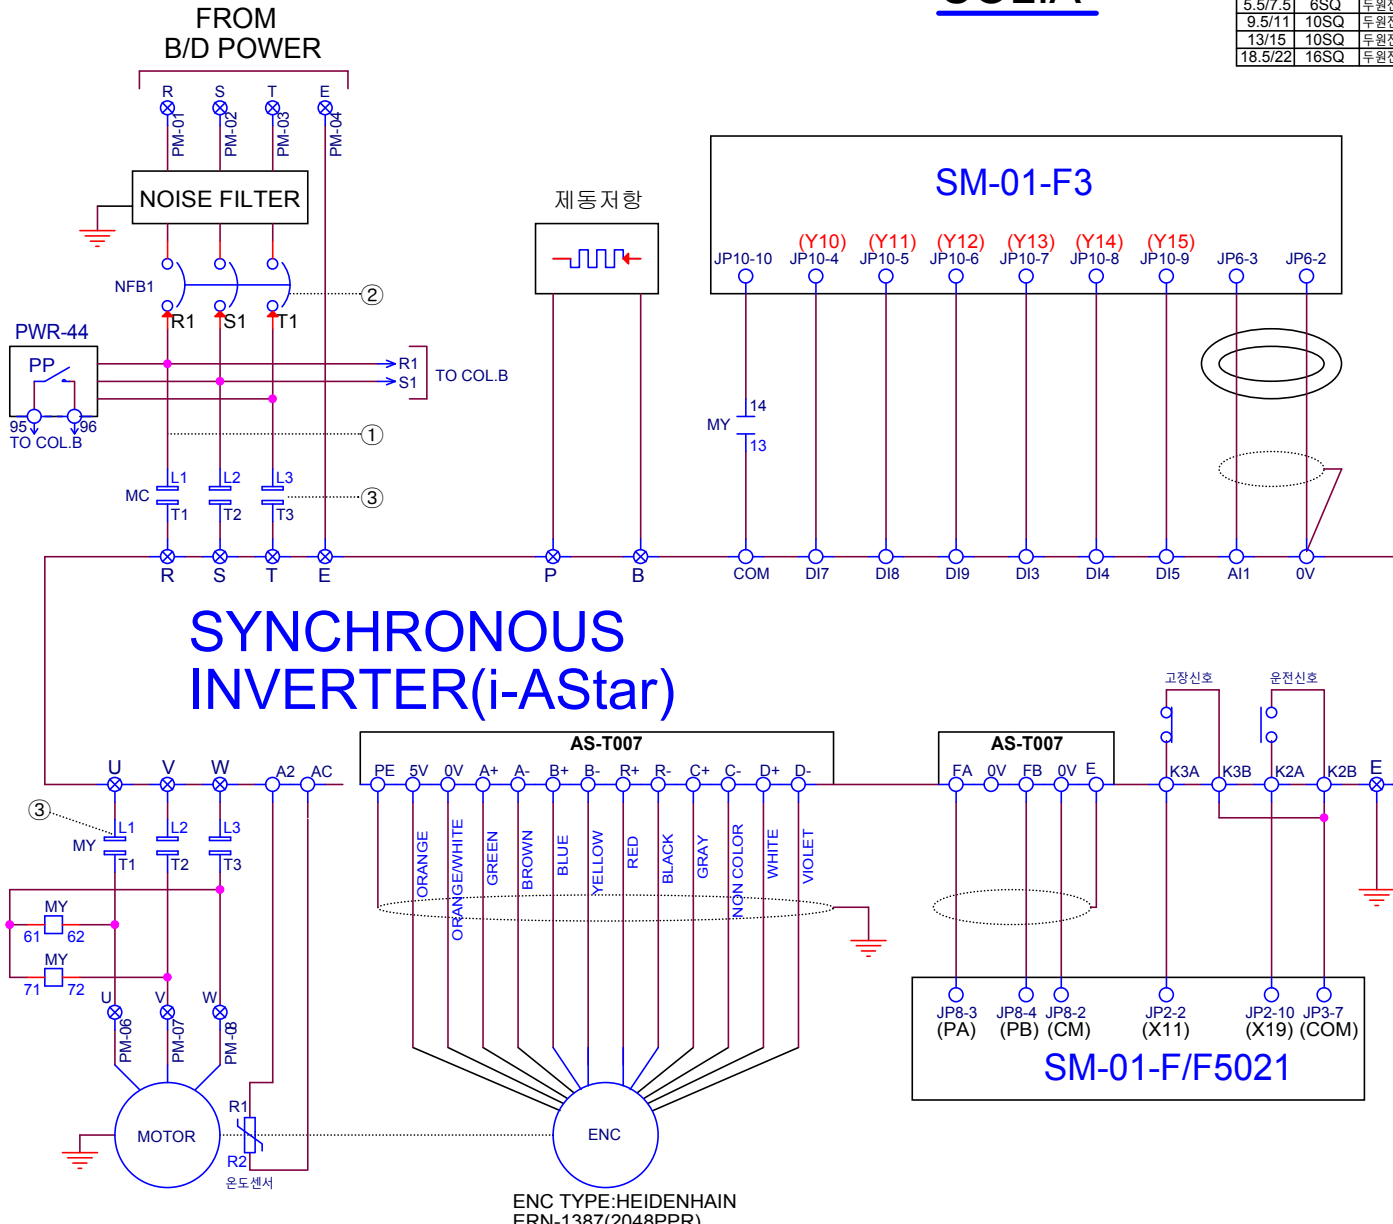 FROM
B/D POWER
5.5/7.5 6SQ
9.5/11 10SQ
13/15 10SQ
18.5/22 16SQ
R S T E
PM-01 PM-02 PM-03 PM-04
NOISE FILTER
NFB1
②
R1 S1 T1
PWR-44
PP
95 96
TO COL.B
R1
S1
TO COL.B
①
MC
L1 L2 L3
T1 T2 T3
③
제동저항
SM-01-F3
(Y10) (Y11) (Y12) (Y13) (Y14) (Y15)
JP10-10 JP10-4 JP10-5 JP10-6 JP10-7 JP10-8 JP10-9 JP6-3 JP6-2
14
MY
13
R S T E P B COM DI7 DI8 DI9 DI3 DI4 DI5 AI1 0V
SYNCHRONOUS
INVERTER(i-AStar)
고장신호 운전신호
AS-T007 AS-T007
U V W A2 AC PE 5V 0V A+ A- B+ B- R+ R- C+ C- D+ D- FA 0V FB 0V E K3A K3B K2A K2B E
③
MY
L1 L2 L3
T1 T2 T3
ORANGE ORANGE/WHITE GREEN BROWN BLUE YELLOW RED BLACK GRAY NON COLOR WHITE VIOLET
MY
61 62
MY
71 72
U V W
PM-06 PM-07 PM-08
JP8-3 JP8-4 JP8-2 JP2-2 JP2-10 JP3-7
(PA) (PB) (CM) (X11) (X19) (COM)
SM-01-F/F5021
MOTOR
R1
R2
온도센서
ENC
ENC TYPE:HEIDENHAIN
ERN-1387(2048PPR)